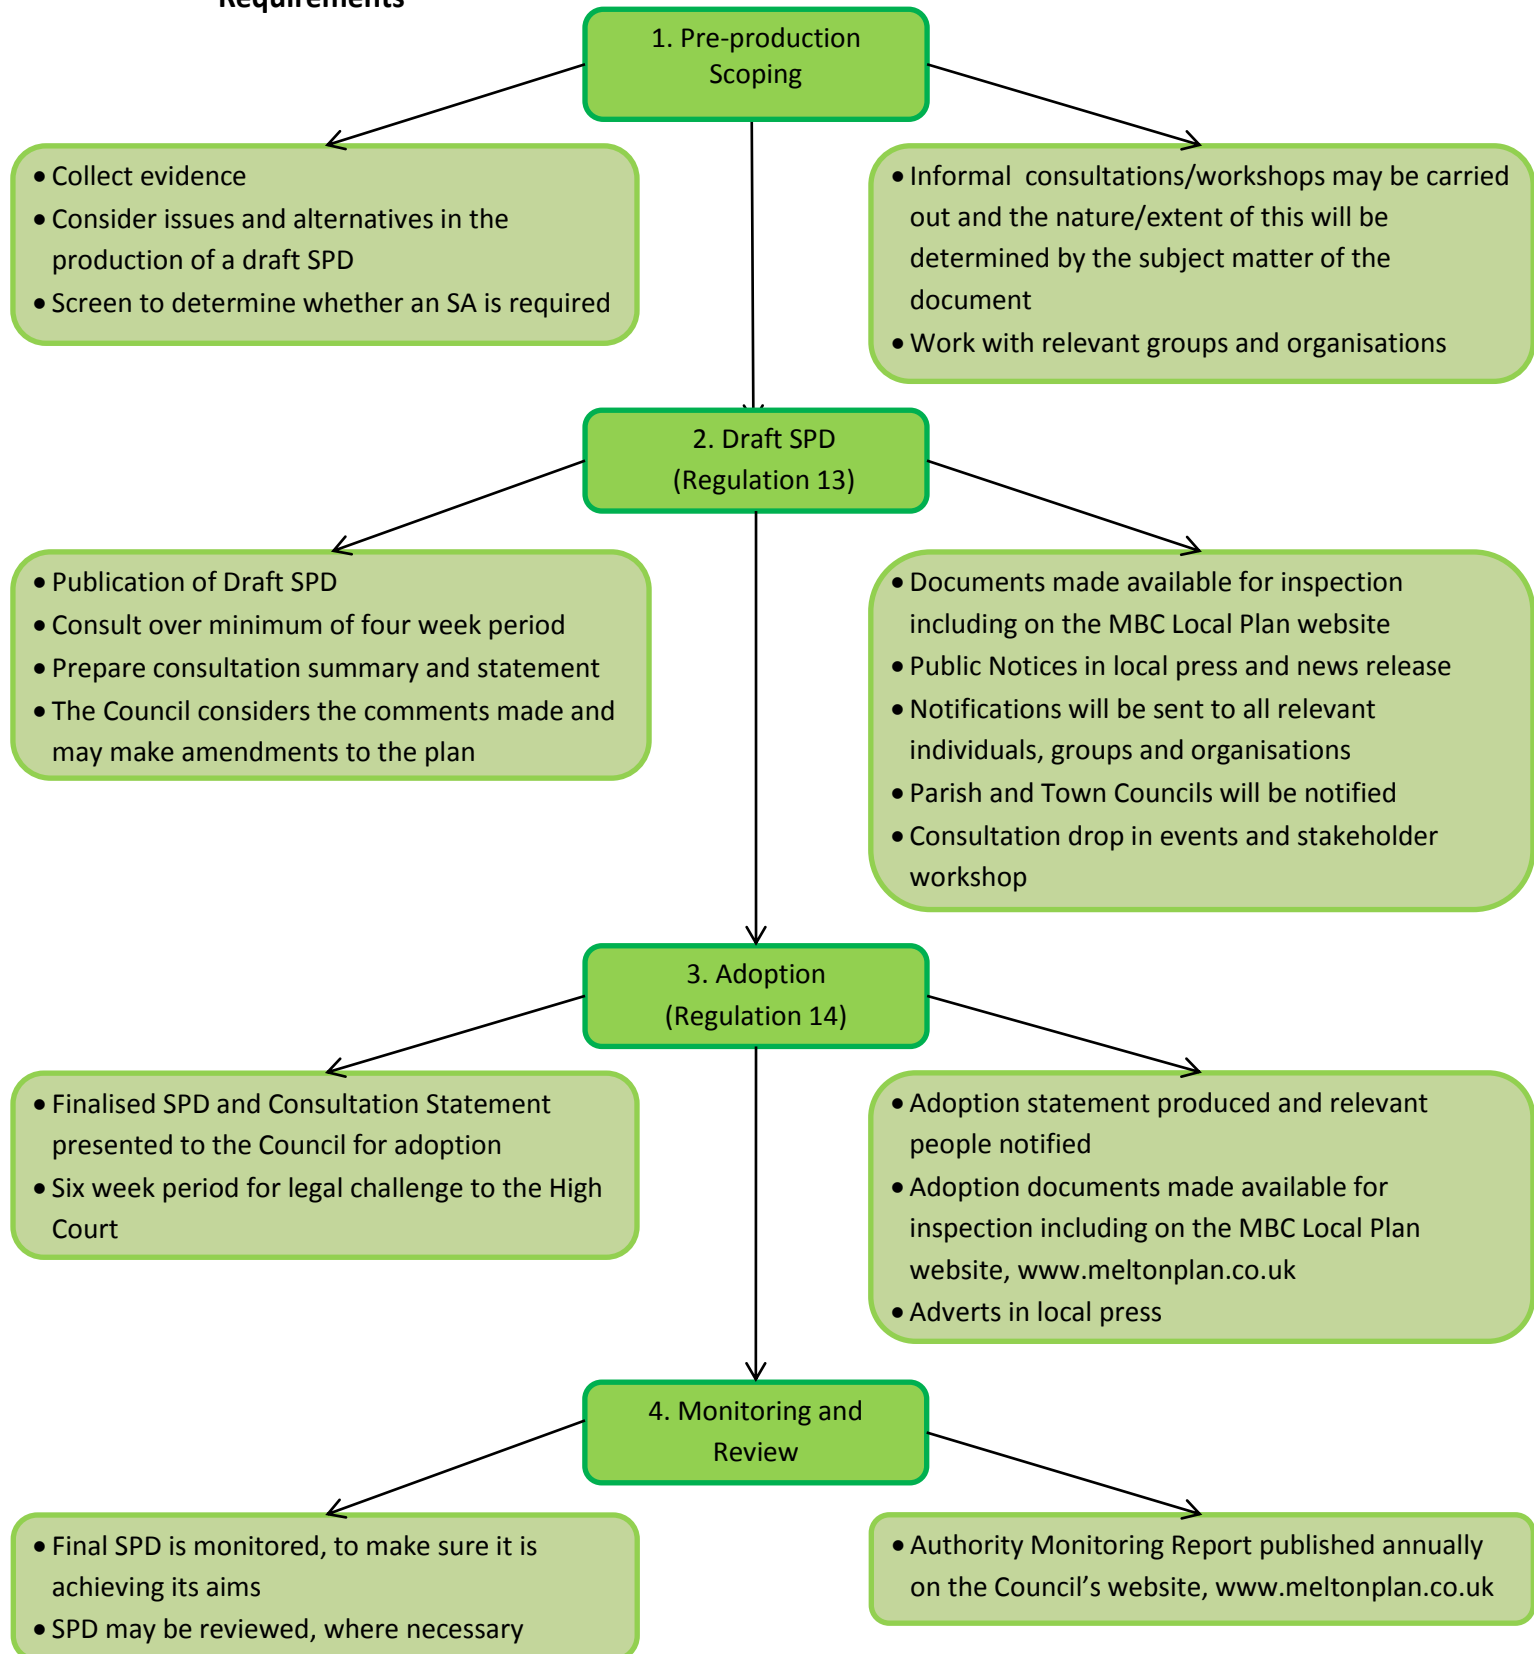 Requirements
1. Pre-production
Scoping
• Collect evidence
• Consider issues and alternatives in the
production of a draft SPD
• Screen to determine whether an SA is required
• Informal consultations/workshops may be carried
out and the nature/extent of this will be
determined by the subject matter of the
document
• Work with relevant groups and organisations
2. Draft SPD
(Regulation 13)
• Publication of Draft SPD
• Consult over minimum of four week period
• Prepare consultation summary and statement
• The Council considers the comments made and
may make amendments to the plan
• Documents made available for inspection
including on the MBC Local Plan website
• Public Notices in local press and news release
• Notifications will be sent to all relevant
individuals, groups and organisations
• Parish and Town Councils will be notified
• Consultation drop in events and stakeholder
workshop
3. Adoption
(Regulation 14)
• Finalised SPD and Consultation Statement
presented to the Council for adoption
• Six week period for legal challenge to the High
Court
• Adoption statement produced and relevant
people notified
• Adoption documents made available for
inspection including on the MBC Local Plan
website, www.meltonplan.co.uk
• Adverts in local press
4. Monitoring and
Review
• Final SPD is monitored, to make sure it is
achieving its aims
• SPD may be reviewed, where necessary
• Authority Monitoring Report published annually
on the Council’s website, www.meltonplan.co.uk